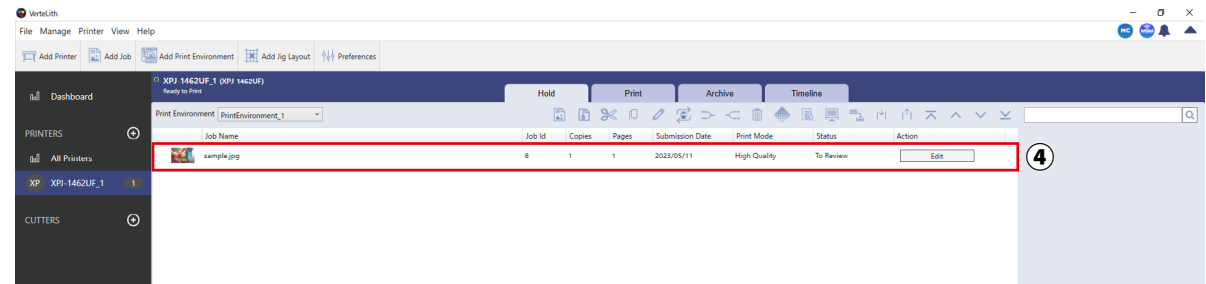 VerteLith
File Manage Printer View Help
MC MSM
Add Printer Add Job Add Print Environment Add Jig Layout Preferences
Dashboard
PRINTERS
All Printers
XP XPJ-1462UF_1 1
CUTTERS
XPJ-1462UF_1 (XPJ-1462UF)
Ready to Print
Hold Print Archive Timeline
Print Environment PrintEnvironment_1
Job Name Job Id Copies Pages Submission Date Print Mode Status Action
sample.jpg 8 1 1 2023/05/11 High Quality To Review Edit
④